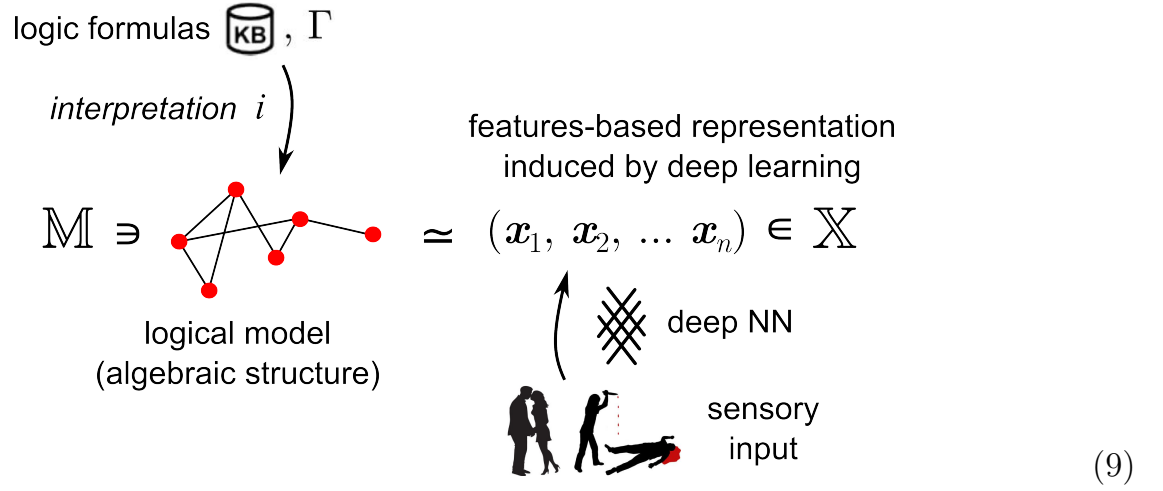 logic formulas KB , Γ
interpretation i
features-based representation
induced by deep learning
𝕄 ∋ ≃ (x₁, x₂, ... xₙ) ∈ 𝕏
logical model
(algebraic structure)
deep NN
sensory
input
(9)